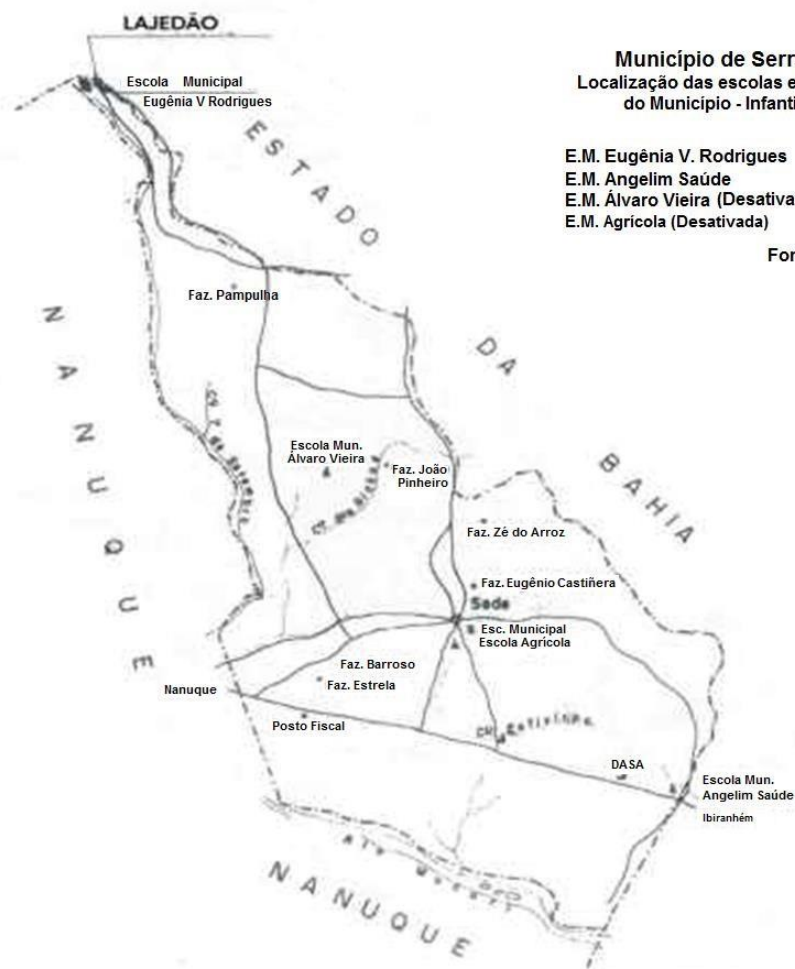 LAJEDÃO
Escola Municipal
Eugênia V Rodrigues
Município de Serr
Localização das escolas e
do Município - Infanti
E.M. Eugênia V. Rodrigues
E.M. Angelim Saúde
E.M. Álvaro Vieira (Desativa
E.M. Agrícola (Desativada)
For
ESTADO
DA
BAHIA
NANUQUE
Faz. Pampulha
Escola Mun.
Álvaro Vieira
Faz. João
Pinheiro
Faz. Zé do Arroz
Faz. Eugênio Castiñera
Sede
Esc. Municipal
Escola Agrícola
Faz. Barroso
Faz. Estrela
Nanuque
Posto Fiscal
DASA
Escola Mun.
Angelim Saúde
Ibiranhém
NANUQUE